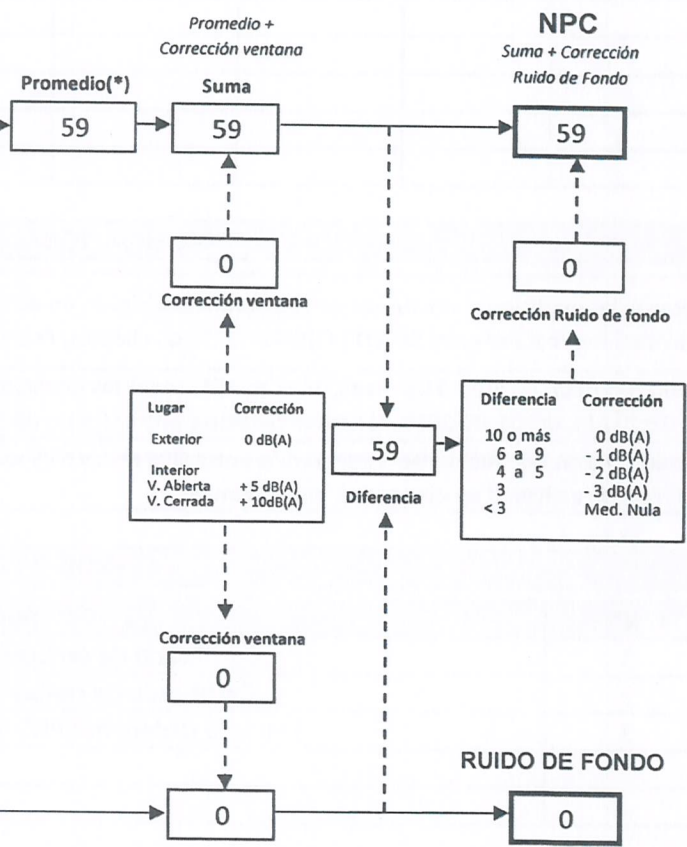 Promedio +
Corrección ventana
NPC
Suma + Corrección
Ruido de Fondo
Promedio(*)
Suma
59
59
59
0
Corrección ventana
0
Corrección Ruido de fondo
Lugar Corrección
Exterior 0 dB(A)
Interior
V. Abierta + 5 dB(A)
V. Cerrada + 10dB(A)
59
Diferencia
Diferencia Corrección
10 o más 0 dB(A)
6 a 9 -1 dB(A)
4 a 5 -2 dB(A)
3 -3 dB(A)
< 3 Med. Nula
Corrección ventana
0
RUIDO DE FONDO
0
0